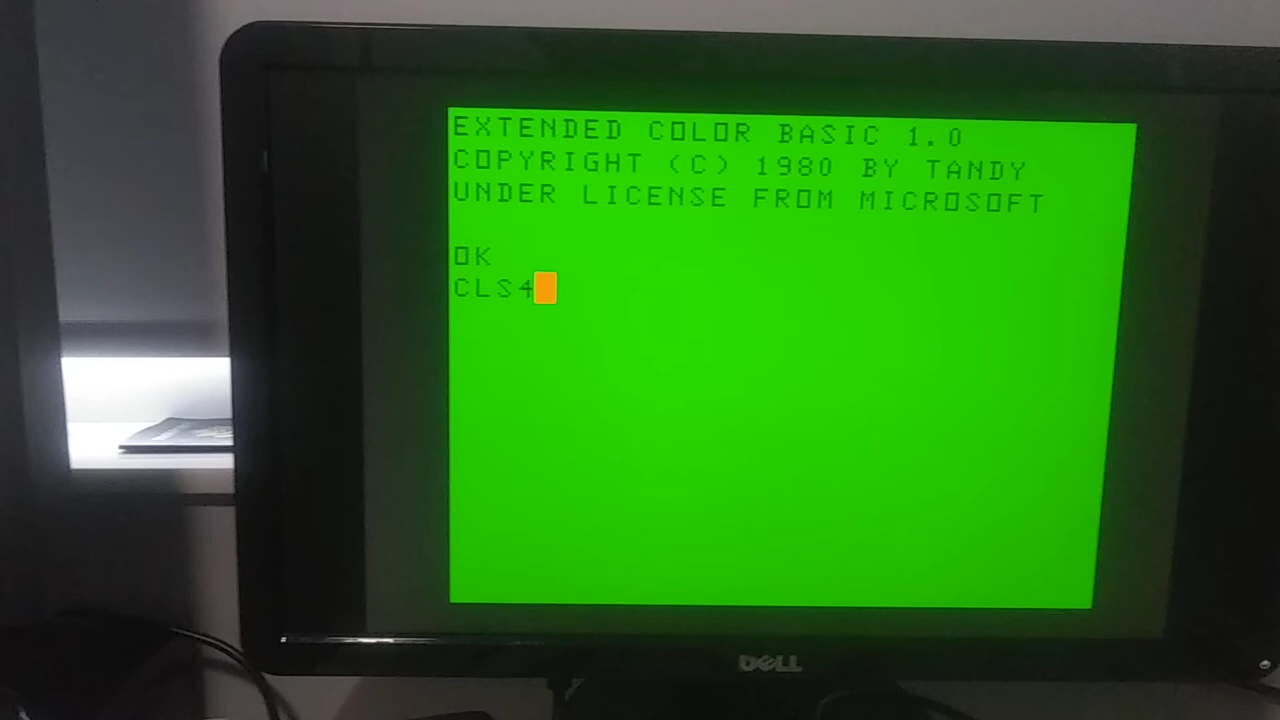 EXTENDED COLOR BASIC 1.0
COPYRIGHT (C) 1980 BY TANDY
UNDER LICENSE FROM MICROSOFT
OK
CLS4
DELL